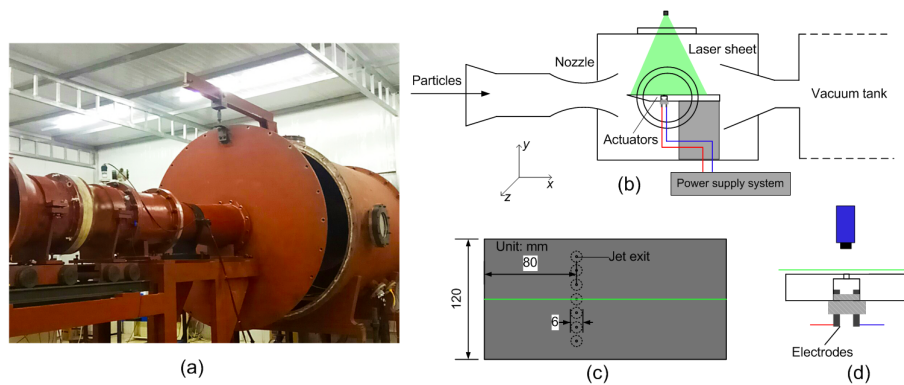 Nozzle
Laser sheet
Particles
Vacuum tank
Actuators
y
x
z
(b)
Power supply system
Unit: mm
80
Jet exit
120
6
Electrodes
(a)
(c)
(d)